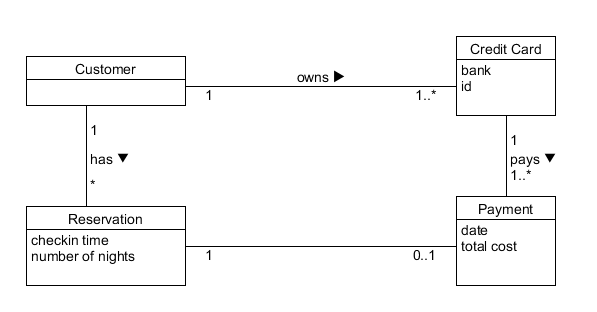 Credit Card
Customer
bank
id
owns ▶
1
1..*
1
has ▼
*
1
pays ▼
1..*
Reservation
checkin time
number of nights
Payment
date
total cost
1
0..1